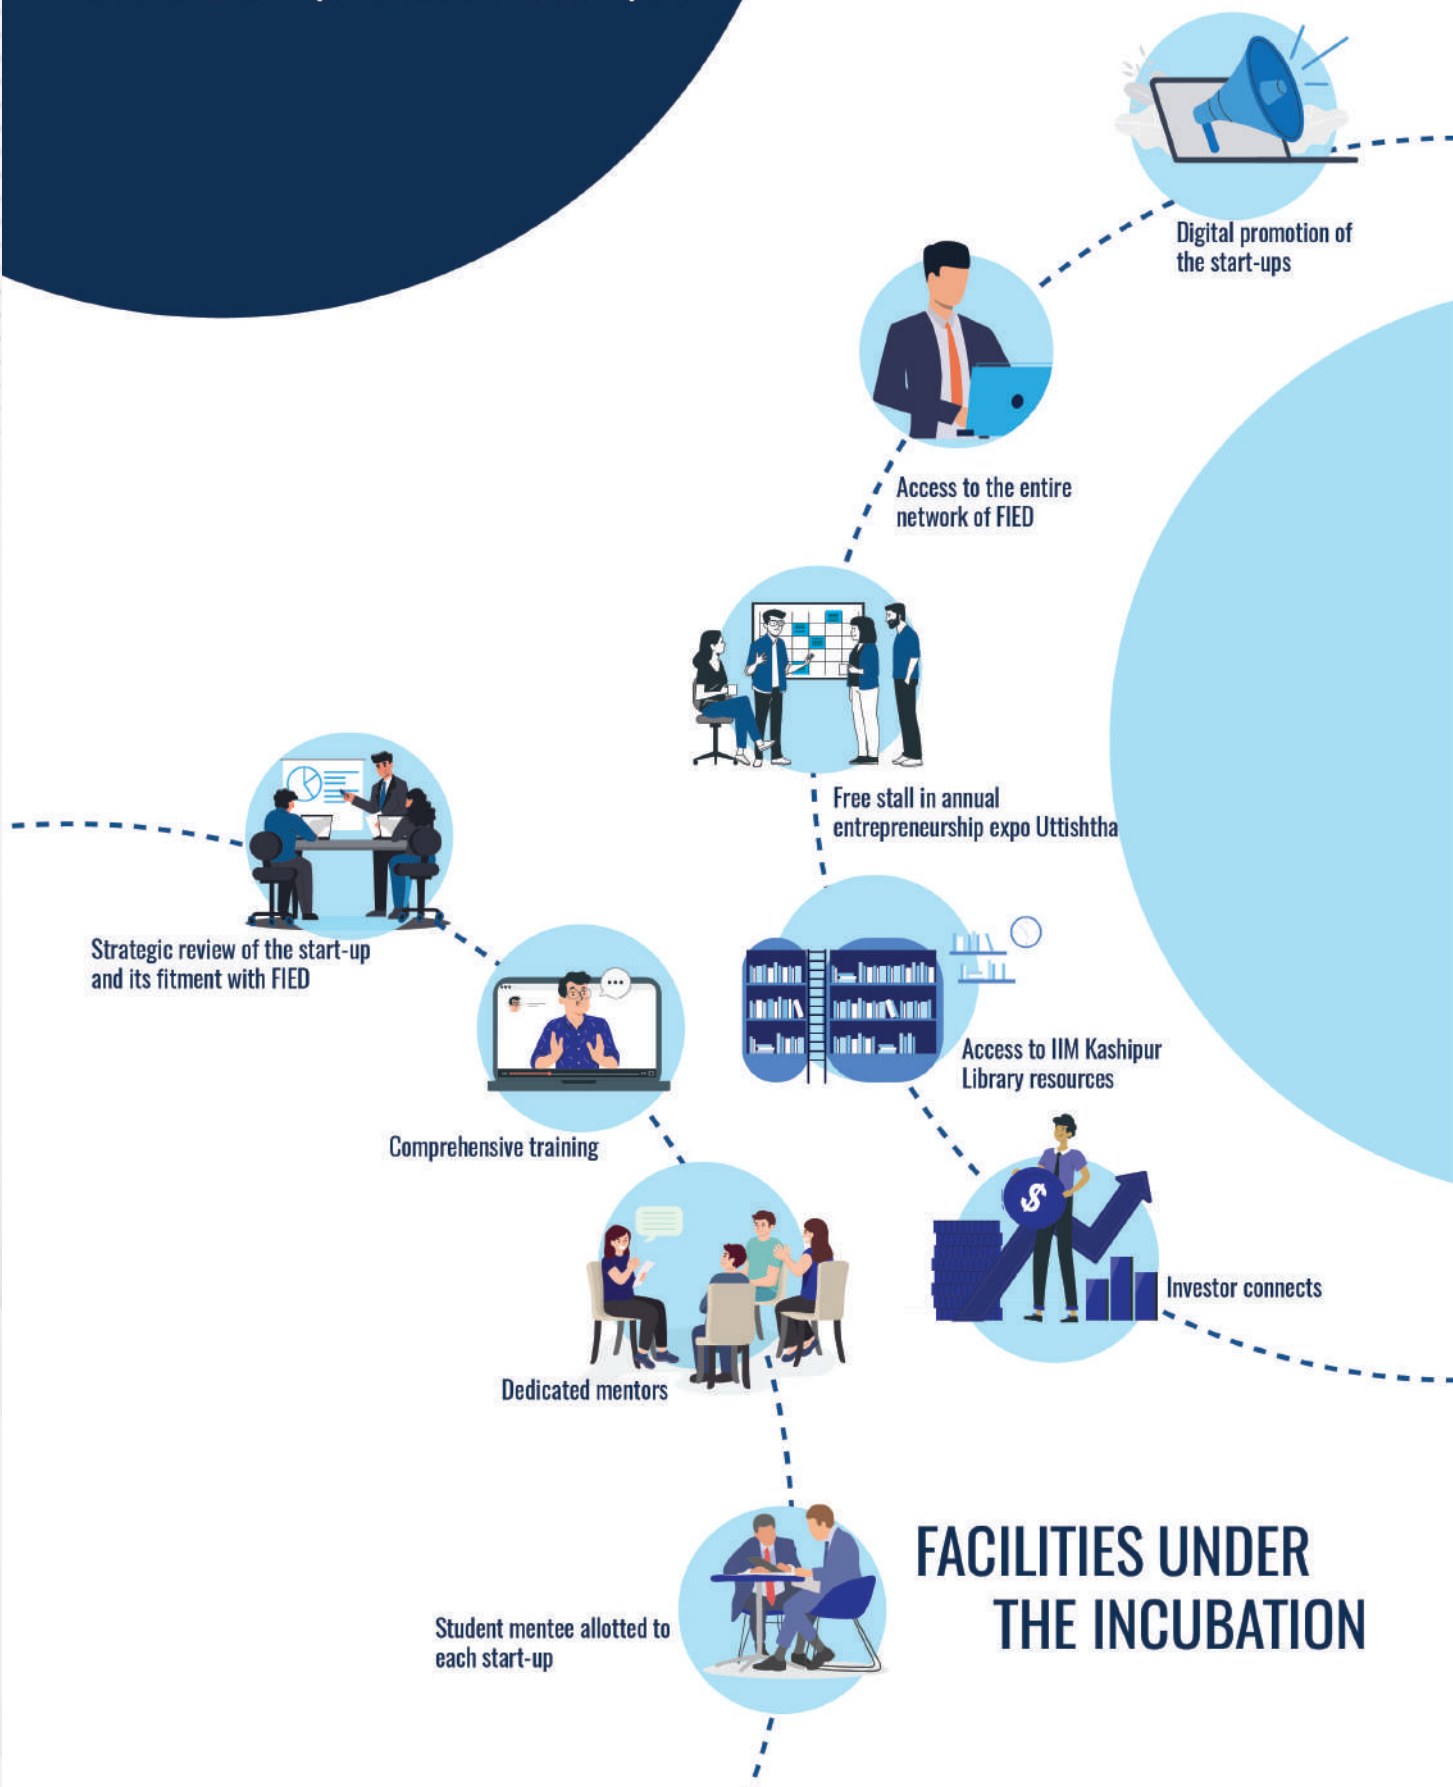 Digital promotion of
the start-ups
Access to the entire
network of FIED
Free stall in annual
entrepreneurship expo Uttishtha
Strategic review of the start-up
and its fitment with FIED
Access to IIM Kashipur
Library resources
Comprehensive training
Investor connects
Dedicated mentors
FACILITIES UNDER
THE INCUBATION
Student mentee allotted to
each start-up